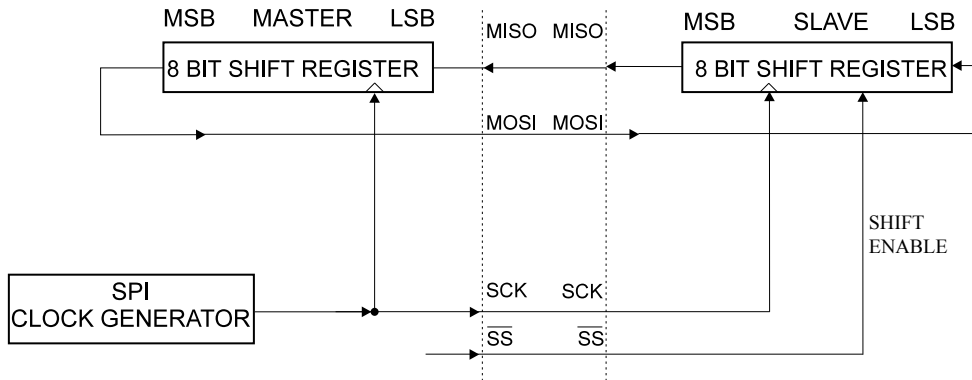 MSB MASTER LSB
MISO MISO
MSB SLAVE LSB
8 BIT SHIFT REGISTER
8 BIT SHIFT REGISTER
MOSI MOSI
SHIFT
ENABLE
SPI
CLOCK GENERATOR
SCK SCK
SS SS